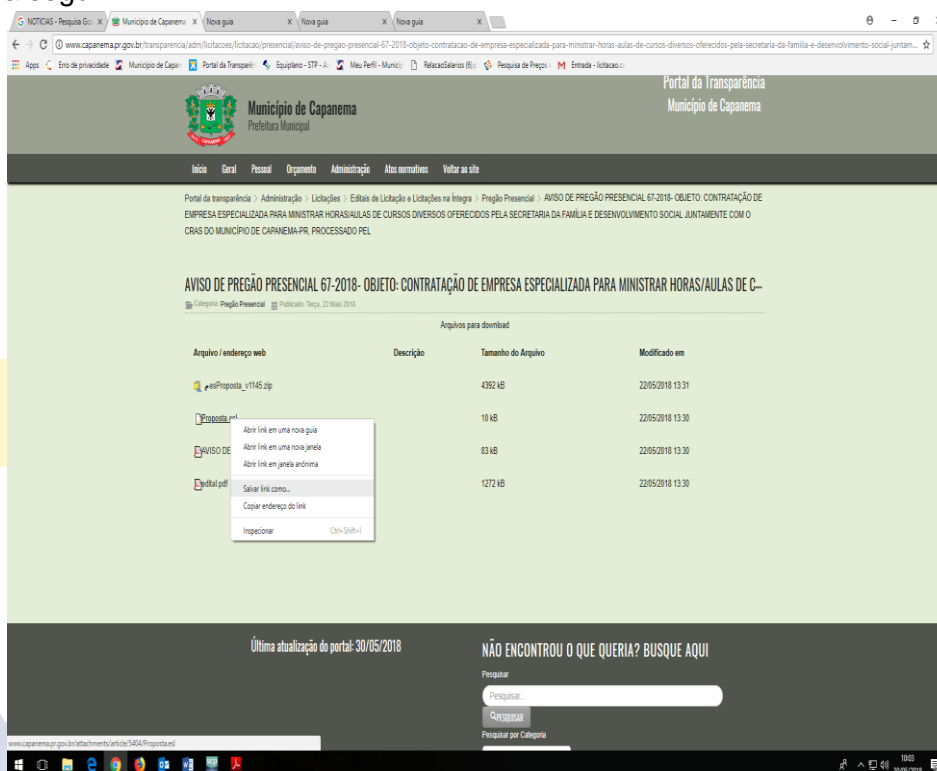 NOTICIAS - Pesquisa Goo X Município de Capanema X Nova guia X Nova guia X Nova guia X
www.capanema.pr.gov.br/transparencia/adm/licitacoes/licitacao/presencial/aviso-de-pregao-presencial-67-2018-objeto-contratacao-de-empresa-especializada-para-ministrar-horas-aulas-de-cursos-diversos-oferecidos-pela-secretaria-da-familia-e-desenvolvimento-social-juntam...
Apps Erro de privacidade Município de Capan Portal da Transparên Equiplano - STP - Ac Meu Perfil - Municíp RelacaoSalarios (6).p Pesquisa de Preços - Entrada - licitacao.c
Portal da Transparência
Município de Capanema
Município de Capanema
Prefeitura Municipal
Início Geral Pessoal Orçamento Administração Atos normativos Voltar ao site
Portal da transparência > Administração > Licitações > Editais de Licitação e Licitações na Íntegra > Pregão Presencial > AVISO DE PREGÃO PRESENCIAL 67-2018- OBJETO: CONTRATAÇÃO DE
EMPRESA ESPECIALIZADA PARA MINISTRAR HORAS/AULAS DE CURSOS DIVERSOS OFERECIDOS PELA SECRETARIA DA FAMÍLIA E DESENVOLVIMENTO SOCIAL JUNTAMENTE COM O
CRAS DO MUNICÍPIO DE CAPANEMA-PR, PROCESSADO PEL
AVISO DE PREGÃO PRESENCIAL 67-2018- OBJETO: CONTRATAÇÃO DE EMPRESA ESPECIALIZADA PARA MINISTRAR HORAS/AULAS DE C...
Categoria: Pregão Presencial Publicado: Terça, 22 Maio 2018
Arquivos para download
Arquivo / endereço web Descrição Tamanho do Arquivo Modificado em
esProposta_v1145.zip 4392 kB 22/05/2018 13:31
Proposta.esl 10 kB 22/05/2018 13:30
Abrir link em uma nova guia
Abrir link em uma nova janela
AVISO DE 83 kB 22/05/2018 13:30
Abrir link em janela anônima
edital.pdf 1272 kB 22/05/2018 13:30
Salvar link como...
Copiar endereço do link
Inspecionar Ctrl+Shift+I
Última atualização do portal: 30/05/2018
NÃO ENCONTROU O QUE QUERIA? BUSQUE AQUI
Pesquisar
Pesquisar...
PESQUISAR
Pesquisar por Categoria
www.capanema.pr.gov.br/attachments/article/5404/Proposta.esl
10:03
30/05/2018